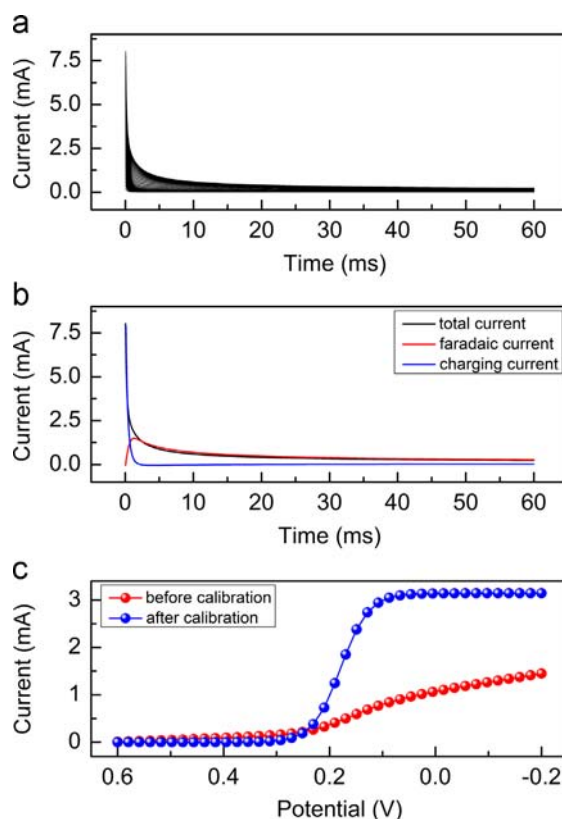 a
7.5
5.0
2.5
0.0
Current (mA)
0 10 20 30 40 50 60
Time (ms)
b
total current
faradaic current
charging current
7.5
5.0
2.5
0.0
Current (mA)
0 10 20 30 40 50 60
Time (ms)
c
before calibration
after calibration
3
2
1
0
Current (mA)
0.6 0.4 0.2 0.0 -0.2
Potential (V)